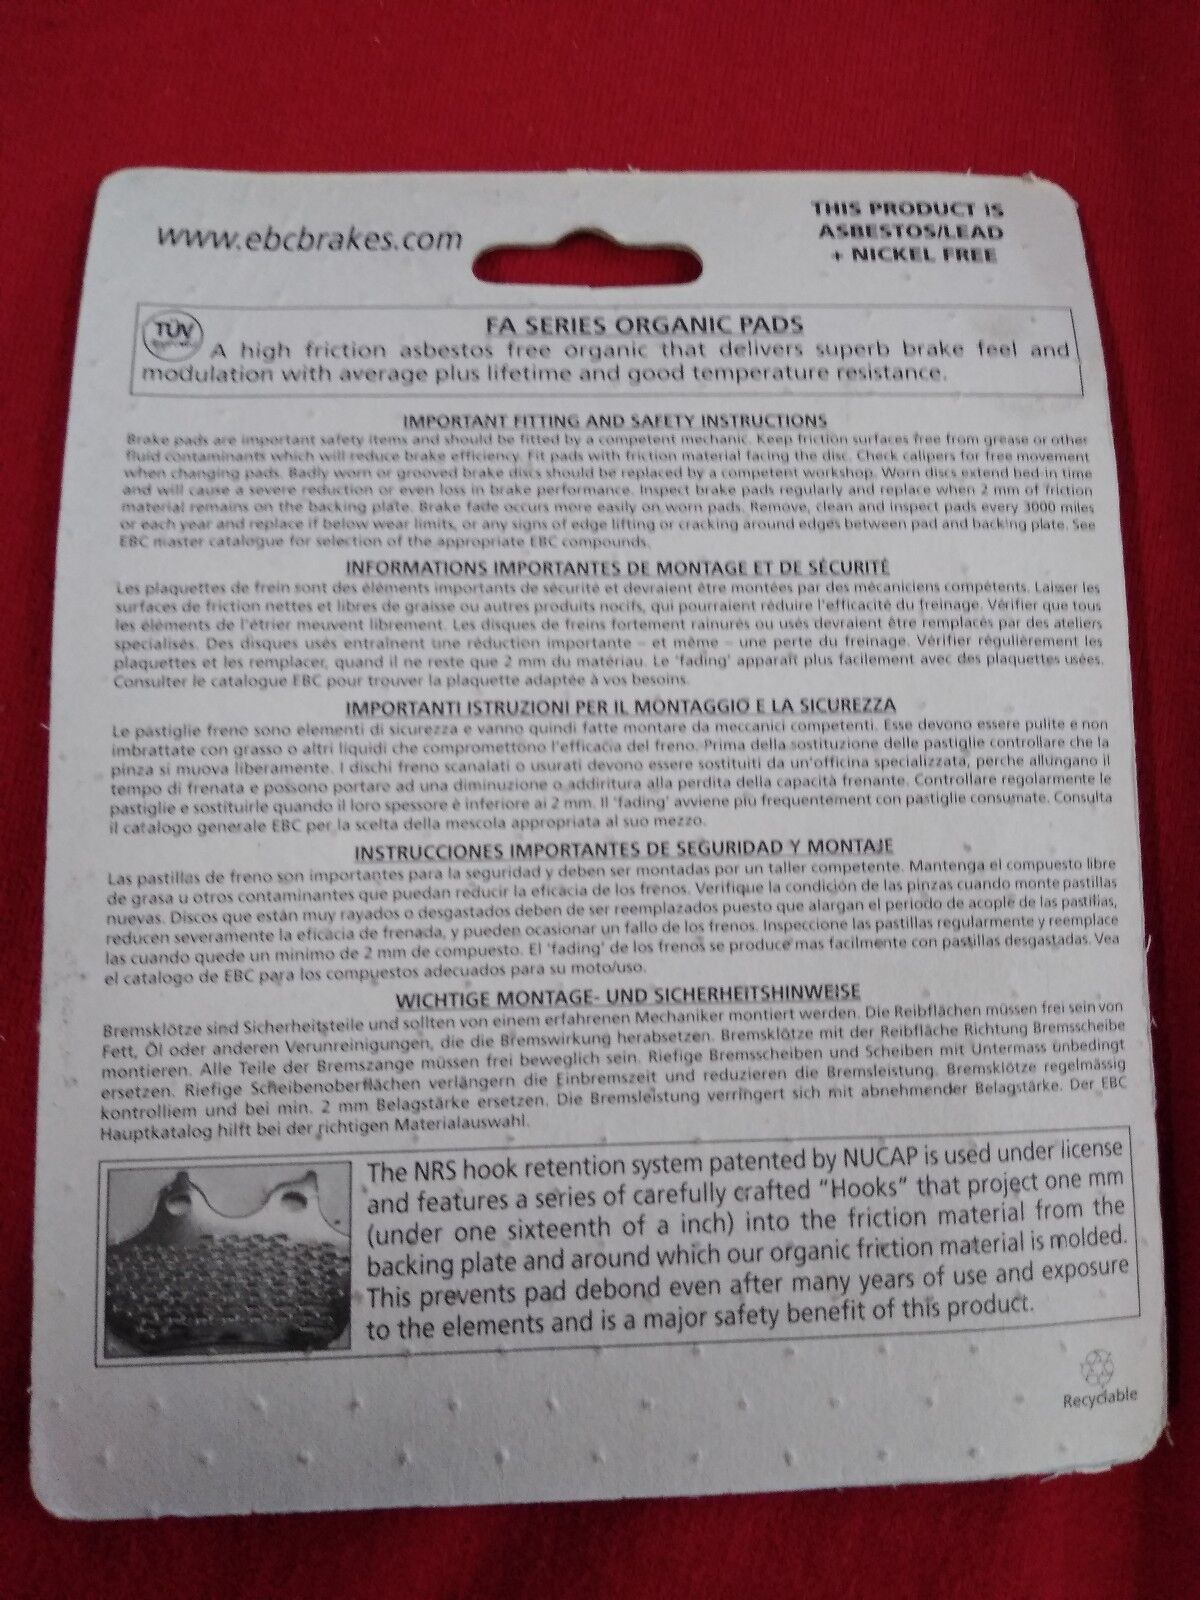 www.ebcbrakes.com
THIS PRODUCT IS
ASBESTOS/LEAD
+ NICKEL FREE
TÜV
FA SERIES ORGANIC PADS
A high friction asbestos free organic that delivers superb brake feel and
modulation with average plus lifetime and good temperature resistance.
IMPORTANT FITTING AND SAFETY INSTRUCTIONS
Brake pads are important safety items and should be fitted by a competent mechanic. Keep friction surfaces free from grease or other
fluid contaminants which will reduce brake efficiency. Fit pads with friction material facing the disc. Check calipers for free movement
when changing pads. Badly worn or grooved brake discs should be replaced by a competent workshop. Worn discs extend bed-in time
and will cause a severe reduction or even loss in brake performance. Inspect brake pads regularly and replace when 2 mm of friction
material remains on the backing plate. Brake fade occurs more easily on worn pads. Remove, clean and inspect pads every 3000 miles
or each year and replace if below wear limits, or any signs of edge lifting or cracking around edges between pad and backing plate. See
EBC master catalogue for selection of the appropriate EBC compounds.
INFORMATIONS IMPORTANTES DE MONTAGE ET DE SÉCURITÉ
Les plaquettes de frein sont des éléments importants de sécurité et devraient être montées par des mécaniciens compétents. Laisser les
surfaces de friction nettes et libres de graisse ou autres produits nocifs, qui pourraient réduire l'efficacité du freinage. Vérifier que tous
les éléments de l'étrier meuvent librement. Les disques de freins fortement rainurés ou usés devraient être remplacés par des ateliers
specialisés. Des disques usés entraînent une réduction importante - et même - une perte du freinage. Vérifier régulièrement les
plaquettes et les remplacer, quand il ne reste que 2 mm du matériau. Le 'fading' apparaît plus facilement avec des plaquettes usées.
Consulter le catalogue EBC pour trouver la plaquette adaptée à vos besoins.
IMPORTANTI ISTRUZIONI PER IL MONTAGGIO E LA SICUREZZA
Le pastiglie freno sono elementi di sicurezza e vanno quindi fatte montare da meccanici competenti. Esse devono essere pulite e non
imbrattate con grasso o altri liquidi che compromettono l'efficacia del freno. Prima della sostituzione delle pastiglie controllare che la
pinza si muova liberamente. I dischi freno scanalati o usurati devono essere sostituiti da un'officina specializzata, perche allungano il
tempo di frenata e possono portare ad una diminuzione o addiritura alla perdita della capacità frenante. Controllare regolarmente le
pastiglie e sostituirle quando il loro spessore è inferiore ai 2 mm. Il 'fading' avviene piu frequentemente con pastiglie consumate. Consulta
il catalogo generale EBC per la scelta della mescola appropriata al suo mezzo.
INSTRUCCIONES IMPORTANTES DE SEGURIDAD Y MONTAJE
Las pastillas de freno son importantes para la seguridad y deben ser montadas por un taller competente. Mantenga el compuesto libre
de grasa u otros contaminantes que puedan reducir la eficacia de los frenos. Verifique la condición de las pinzas cuando monte pastillas
nuevas. Discos que están muy rayados o desgastados deben de ser reemplazados puesto que alargan el periodo de acople de las pastillas,
reducen severamente la eficacia de frenada, y pueden ocasionar un fallo de los frenos. Inspeccione las pastillas regularmente y reemplace
las cuando quede un minimo de 2 mm de compuesto. El 'fading' de los frenos se produce mas facilmente con pastillas desgastadas. Vea
el catalogo de EBC para los compuestos adecuados para su moto/uso.
WICHTIGE MONTAGE- UND SICHERHEITSHINWEISE
Bremsklötze sind Sicherheitsteile und sollten von einem erfahrenen Mechaniker montiert werden. Die Reibflächen müssen frei sein von
Fett, Öl oder anderen Verunreinigungen, die die Bremswirkung herabsetzen. Bremsklötze mit der Reibfläche Richtung Bremsscheibe
montieren. Alle Teile der Bremszange müssen frei beweglich sein. Riefige Bremsscheiben und Scheiben mit Untermass unbedingt
ersetzen. Riefige Scheibenoberflächen verlängern die Einbremszeit und reduzieren die Bremsleistung. Bremsklötze regelmässig
kontrolliem und bei min. 2 mm Belagstärke ersetzen. Die Bremsleistung verringert sich mit abnehmender Belagstärke. Der EBC
Hauptkatalog hilft bei der richtigen Materialauswahl.
The NRS hook retention system patented by NUCAP is used under license
and features a series of carefully crafted "Hooks" that project one mm
(under one sixteenth of a inch) into the friction material from the
backing plate and around which our organic friction material is molded.
This prevents pad debond even after many years of use and exposure
to the elements and is a major safety benefit of this product.
Recyclable